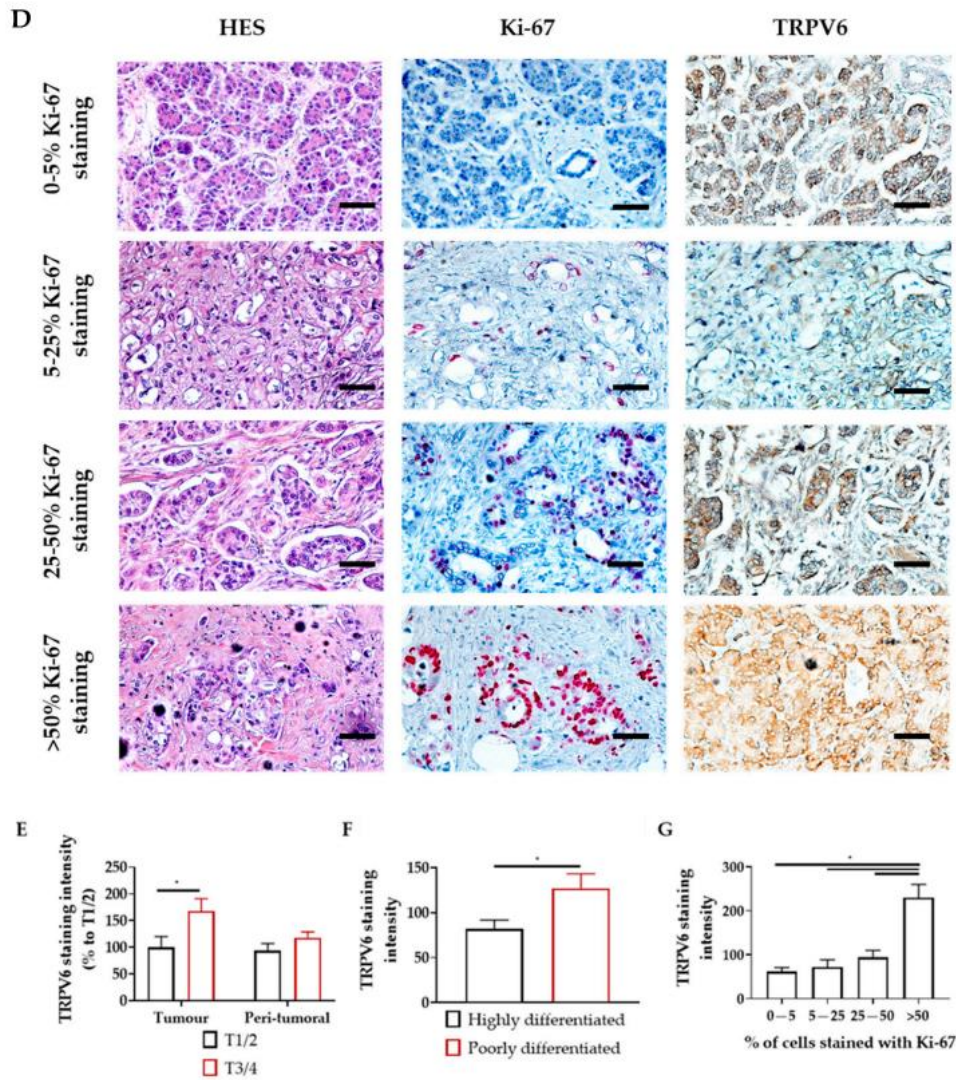 D
HES
Ki-67
TRPV6
0-5% Ki-67
staining
5-25% Ki-67
staining
25-50% Ki-67
staining
>50% Ki-67
staining
E
TRPV6 staining intensity
(% to T1/2)
250
200
150
100
50
0
*
Tumour
Peri-tumoral
T1/2
T3/4
F
TRPV6 staining
intensity
150
100
50
0
*
Highly differentiated
Poorly differentiated
G
TRPV6 staining
intensity
300
200
100
0
*
0–5
5–25
25–50
>50
% of cells stained with Ki-67